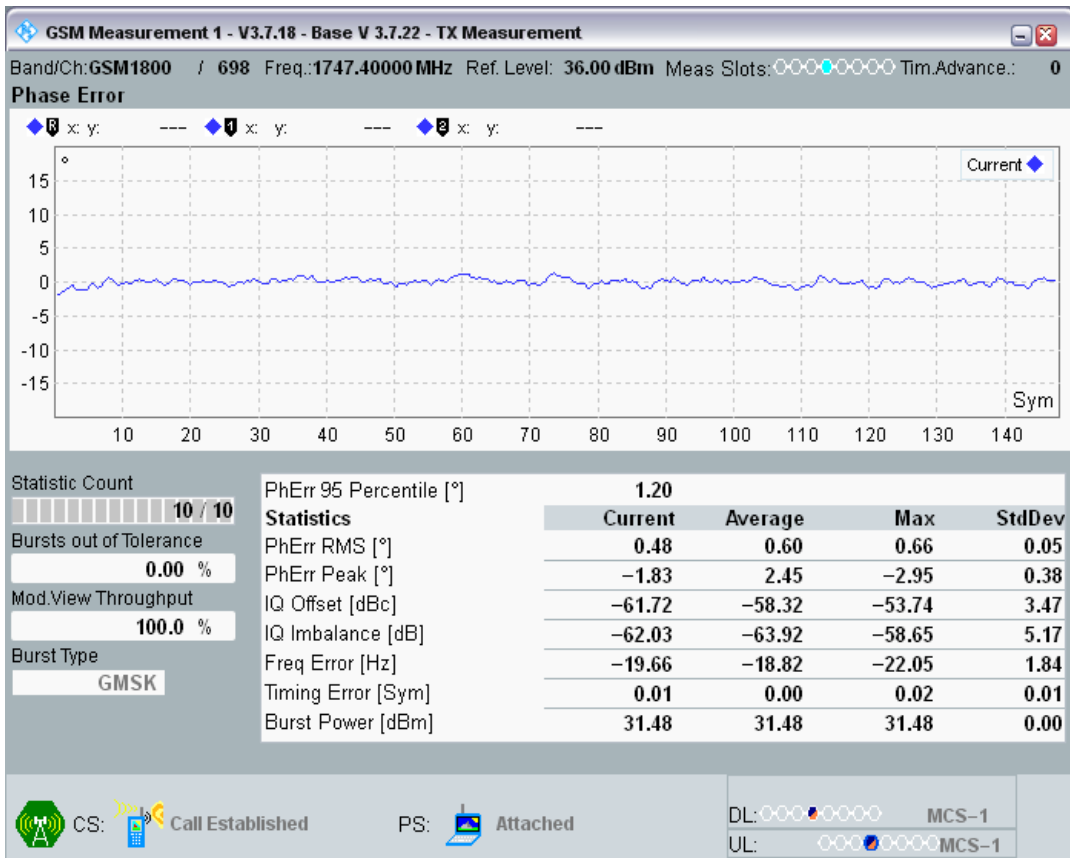 GSM Measurement 1 - V3.7.18 - Base V 3.7.22 - TX Measurement
Band/Ch:GSM1800 / 698 Freq.:1747.40000 MHz Ref. Level: 36.00 dBm Meas Slots: Tim.Advance.: 0
Phase Error
R x: y: --- 1 x: y: --- 2 x: y: ---
° Current
15
10
5
0
-5
-10
-15
Sym
10 20 30 40 50 60 70 80 90 100 110 120 130 140
Statistic Count
10 / 10
Bursts out of Tolerance
0.00 %
Mod.View Throughput
100.0 %
Burst Type
GMSK
PhErr 95 Percentile [°] 1.20
Statistics Current Average Max StdDev
PhErr RMS [°] 0.48 0.60 0.66 0.05
PhErr Peak [°] −1.83 2.45 −2.95 0.38
IQ Offset [dBc] −61.72 −58.32 −53.74 3.47
IQ Imbalance [dB] −62.03 −63.92 −58.65 5.17
Freq Error [Hz] −19.66 −18.82 −22.05 1.84
Timing Error [Sym] 0.01 0.00 0.02 0.01
Burst Power [dBm] 31.48 31.48 31.48 0.00
CS: Call Established PS: Attached
DL: MCS−1
UL: MCS−1